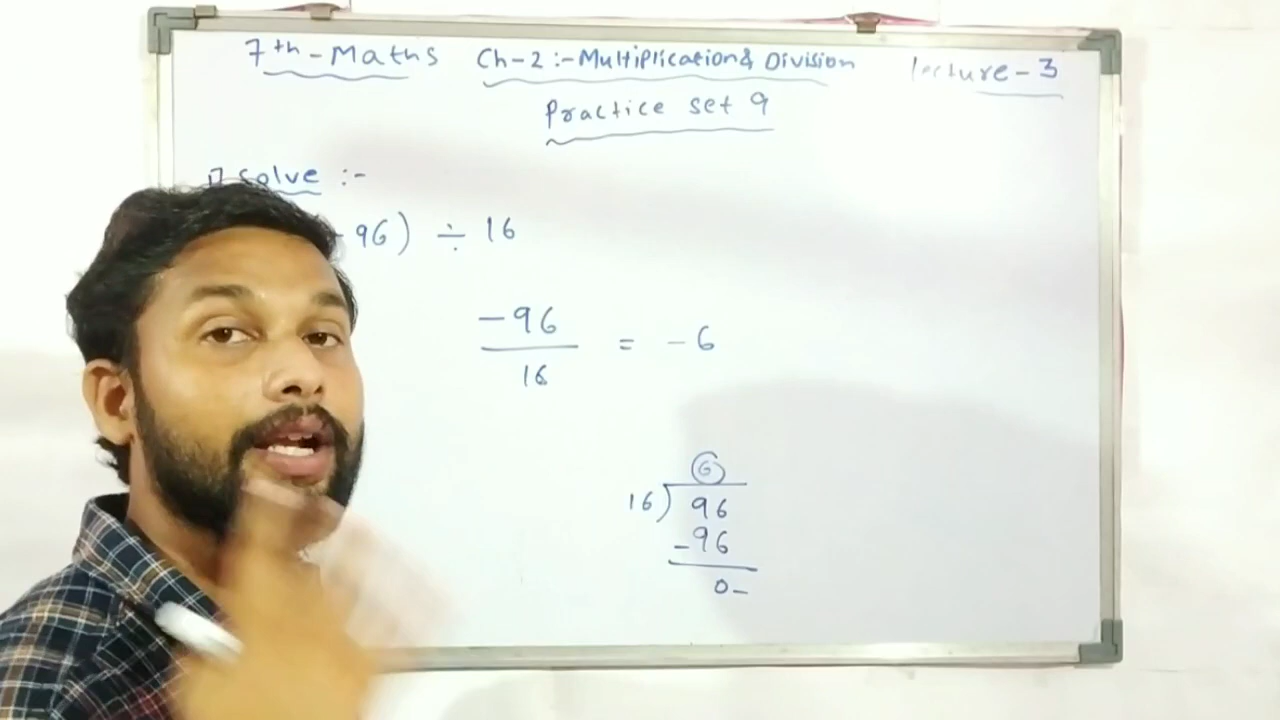 7th - Maths Ch-2 :- Multiplication & Division lecture - 3
Practice set 9
Solve :-
- 96) ÷ 16
-96
16
= -6
6
16) 96
-96
0-